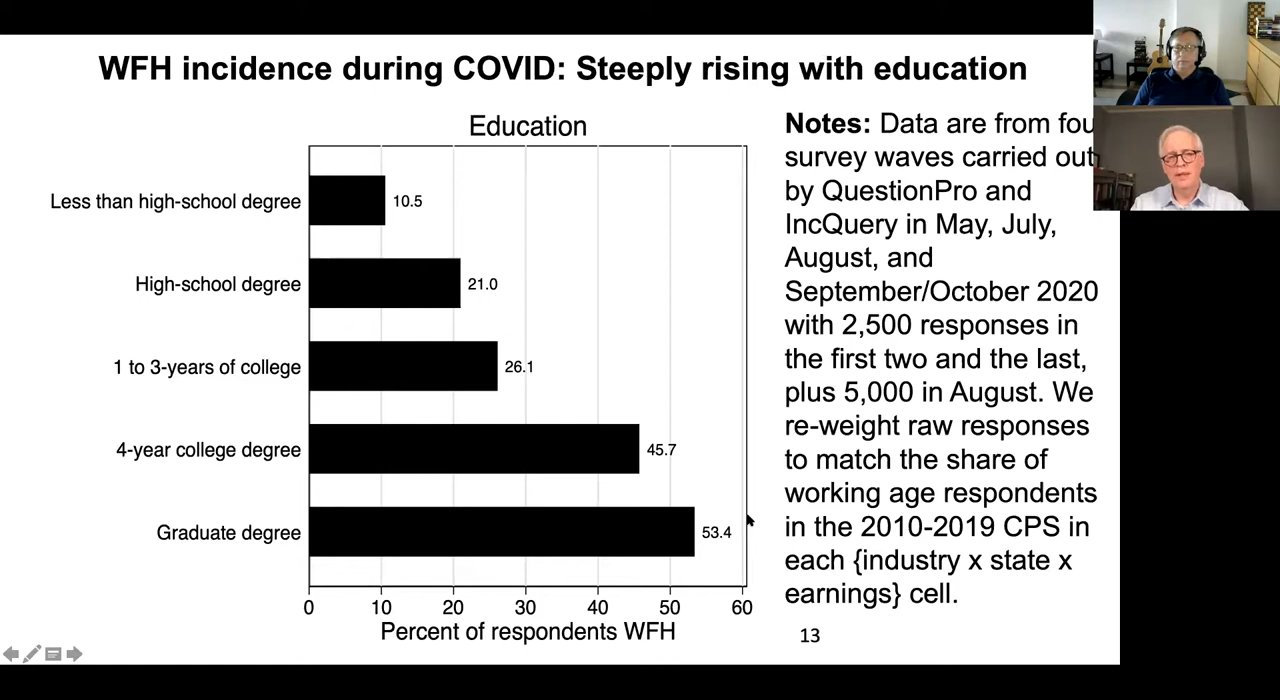 WFH incidence during COVID: Steeply rising with education
Education
Less than high-school degree
10.5
High-school degree
21.0
1 to 3-years of college
26.1
4-year college degree
45.7
Graduate degree
53.4
0 10 20 30 40 50 60
Percent of respondents WFH
Notes: Data are from fou
survey waves carried out
by QuestionPro and
IncQuery in May, July,
August, and
September/October 2020
with 2,500 responses in
the first two and the last,
plus 5,000 in August. We
re-weight raw responses
to match the share of
working age respondents
in the 2010-2019 CPS in
each {industry x state x
earnings} cell.
13